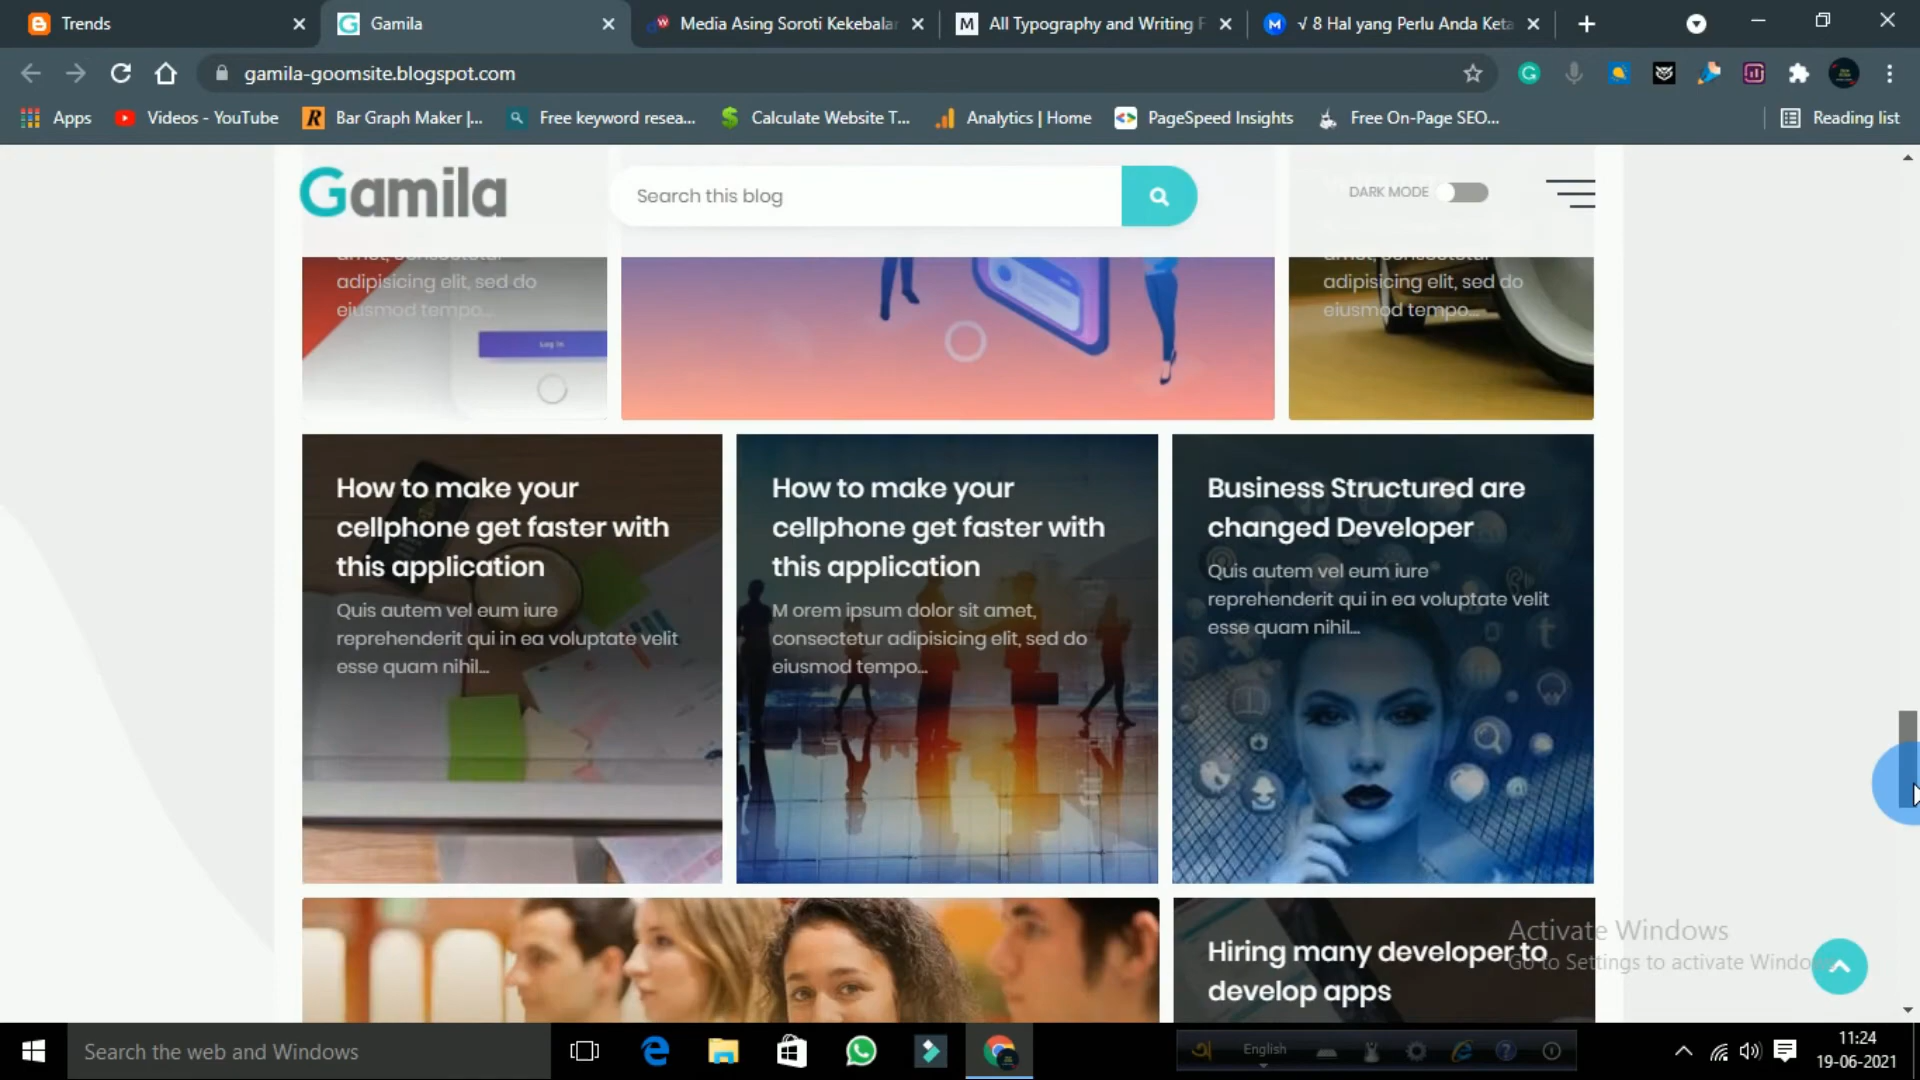 Trends
Gamila
Media Asing Soroti Kekebalan
All Typography and Writing F
√ 8 Hal yang Perlu Anda Keta
gamila-goomsite.blogspot.com
Apps
Videos - YouTube
Bar Graph Maker |...
Free keyword resea...
Calculate Website T...
Analytics | Home
PageSpeed Insights
Free On-Page SEO...
Reading list
Gamila
Search this blog
DARK MODE
adipisicing elit, sed do
eiusmod tempo...
Log In
adipisicing elit, sed do
eiusmod tempo...
How to make your
cellphone get faster with
this application
Quis autem vel eum iure
reprehenderit qui in ea voluptate velit
esse quam nihil...
How to make your
cellphone get faster with
this application
M orem ipsum dolor sit amet,
consectetur adipisicing elit, sed do
eiusmod tempo...
Business Structured are
changed Developer
Quis autem vel eum iure
reprehenderit qui in ea voluptate velit
esse quam nihil...
Hiring many developer to
develop apps
Activate Windows
Go to Settings to activate Windo
Search the web and Windows
English
11:24
19-06-2021